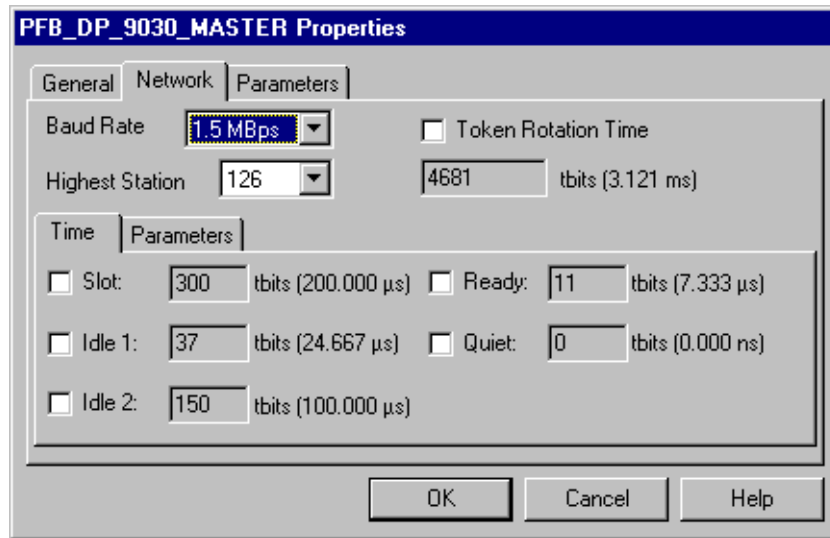 PFB_DP_9030_MASTER Properties
General Network Parameters
Baud Rate 1.5 MBps Token Rotation Time
Highest Station 126 4681 tbits (3.121 ms)
Time Parameters
Slot: 300 tbits (200.000 µs) Ready: 11 tbits (7.333 µs)
Idle 1: 37 tbits (24.667 µs) Quiet: 0 tbits (0.000 ns)
Idle 2: 150 tbits (100.000 µs)
OK Cancel Help